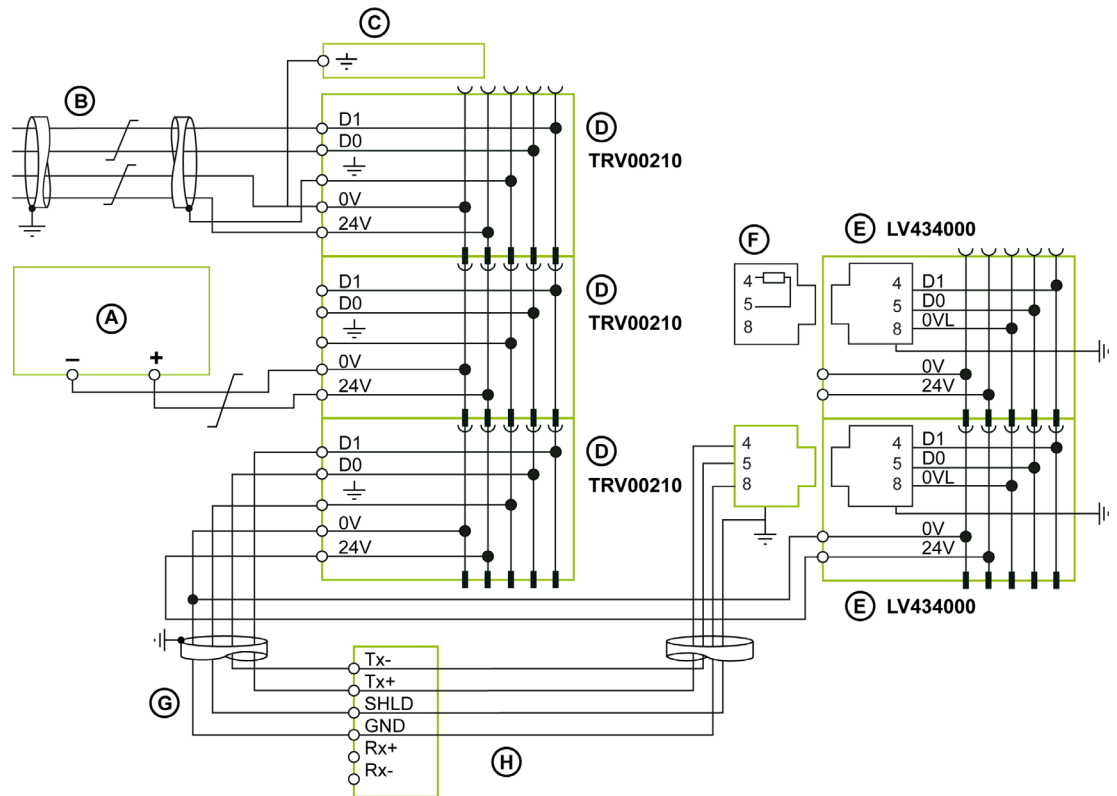 C
B
D1
D0
0V
24V
D
TRV00210
A
–
+
D1
D0
0V
24V
D
TRV00210
D1
D0
0V
24V
D
TRV00210
F
4
5
8
E LV434000
4 D1
5 D0
8 0VL
0V
24V
4
5
8
4 D1
5 D0
8 0VL
0V
24V
E LV434000
G
Tx-
Tx+
SHLD
GND
Rx+
Rx-
H